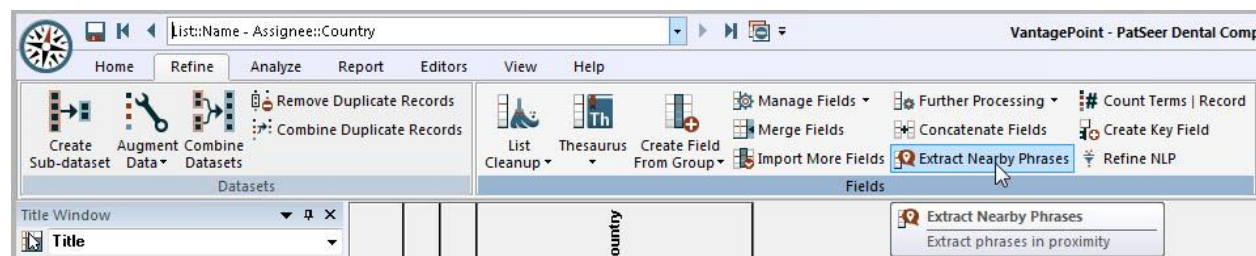 List::Name - Assignee::Country
VantagePoint - PatSeer Dental Comp
Home Refine Analyze Report Editors View Help
Create Sub-dataset
Augment Data
Combine Datasets
Remove Duplicate Records
Combine Duplicate Records
Datasets
List Cleanup
Thesaurus
Create Field From Group
Manage Fields
Merge Fields
Import More Fields
Further Processing
Concatenate Fields
Extract Nearby Phrases
# Count Terms | Record
Create Key Field
Refine NLP
Fields
Th
Title Window
Title
ountry
Extract Nearby Phrases
Extract phrases in proximity